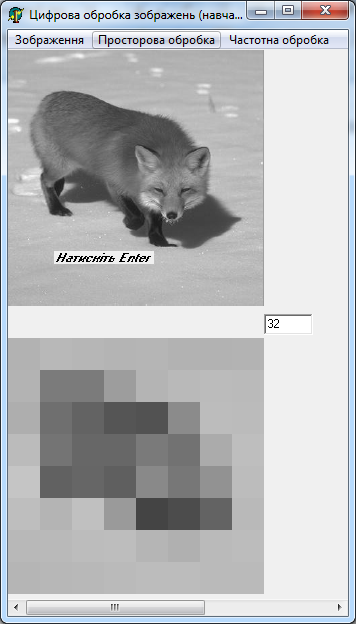 Цифрова обробка зображень (навча...
Зображення Просторова обробка Частотна обробка
Натисніть Enter
32